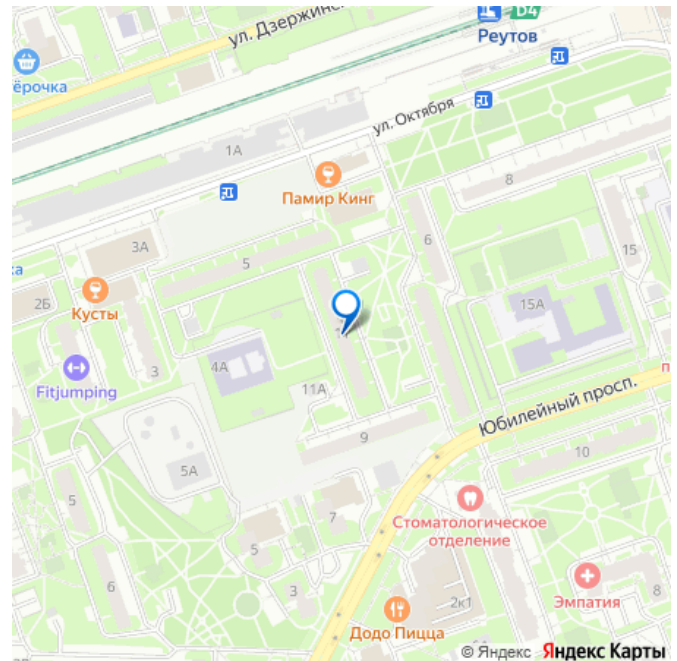 D4
Реутов
ул. Дзержинс
ёрочка
ул. Октября
1А
Памир Кинг
8
3А
6
15
5
ка
2Б
Кусты
15А
4А
Fitjumping
3
11А
п
Юбилейный просп.
9
10
5А
5
7
Стоматологическое
отделение
5
6
3
Эмпатия
8
2к1
Додо Пицца
© Яндекс Яндекс Карты